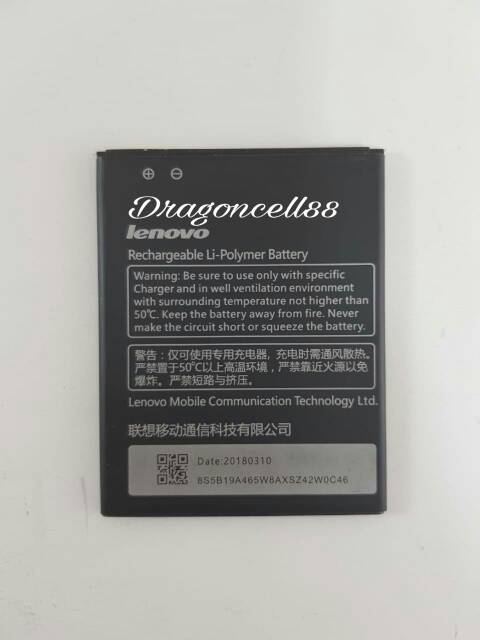 ⊕ ⊖
Dragoncell88
lenovo
Rechargeable Li-Polymer Battery
Warning: Be sure to use only with specific
Charger and in well ventilation environment
with surrounding temperature not higher than
50℃. Keep the battery away from fire. Never
make the circuit short or squeeze the battery.
警告：仅可使用专用充电器，充电时需通风散热。
严禁置于50℃以上高温环境，严禁靠近火源以免
爆炸。严禁短路与挤压。
Lenovo Mobile Communication Technology Ltd.
联想移动通信科技有限公司
Date:20180310
8S5B19A465W8AXSZ42W0C46